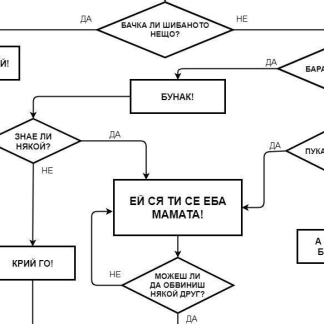 ДА
БАЧКА ЛИ ШИБАНОТО
НЕЩО?
НЕ
Й!
ДА
БАРА
БУНАК!
ЗНАЕ ЛИ
НЯКОЙ?
ДА
ДА
ПУКА
НЕ
ЕЙ СЯ ТИ СЕ ЕБА
МАМАТА!
А
Б
КРИЙ ГО!
НЕ
МОЖЕШ ЛИ
ДА ОБВИНИШ
НЯКОЙ ДРУГ?
ДА